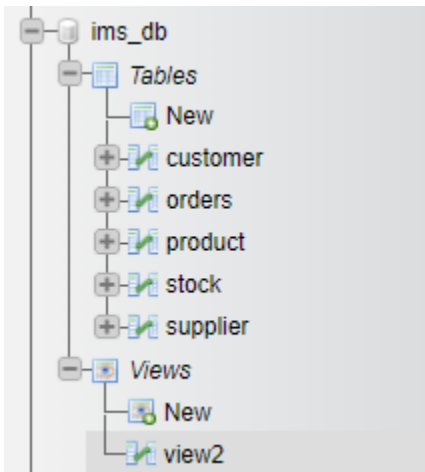 ims_db
Tables
New
customer
orders
product
stock
supplier
Views
New
view2